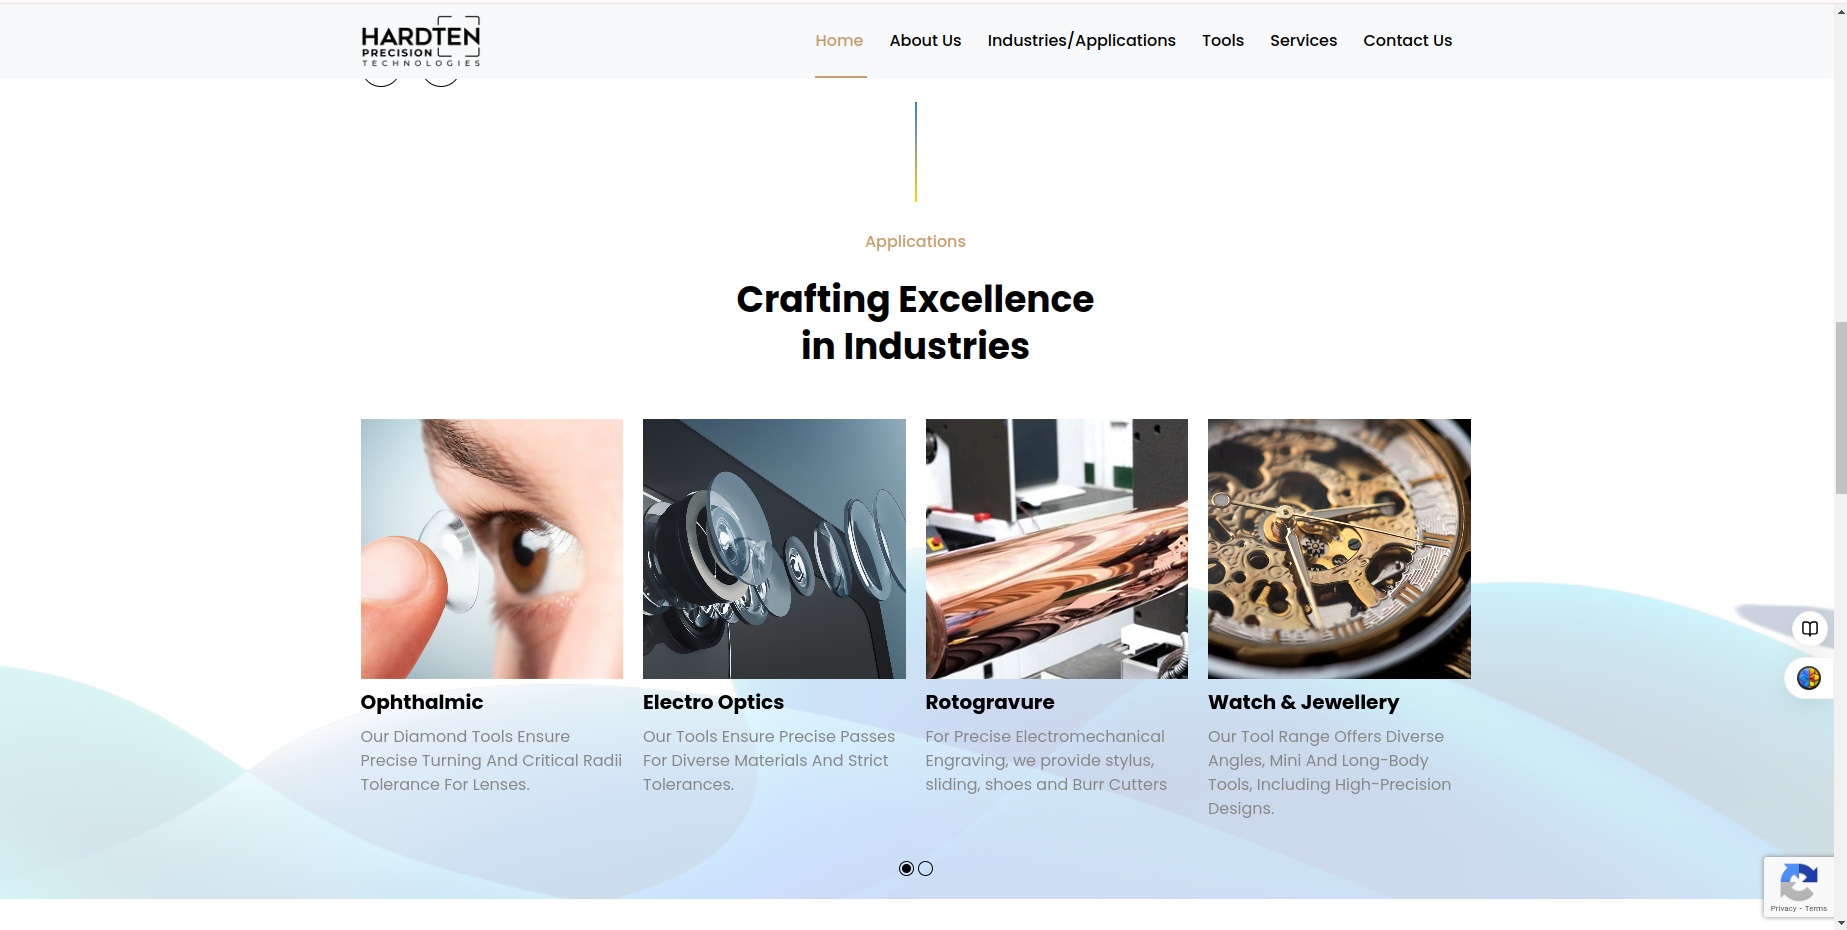 HARDTEN
PRECISION
TECHNOLOGIES
Home About Us Industries/Applications Tools Services Contact Us
Applications
Crafting Excellence
in Industries
Ophthalmic
Our Diamond Tools Ensure
Precise Turning And Critical Radii
Tolerance For Lenses.
Electro Optics
Our Tools Ensure Precise Passes
For Diverse Materials And Strict
Tolerances.
Rotogravure
For Precise Electromechanical
Engraving, we provide stylus,
sliding, shoes and Burr Cutters
Watch & Jewellery
Our Tool Range Offers Diverse
Angles, Mini And Long-Body
Tools, Including High-Precision
Designs.
Privacy - Terms